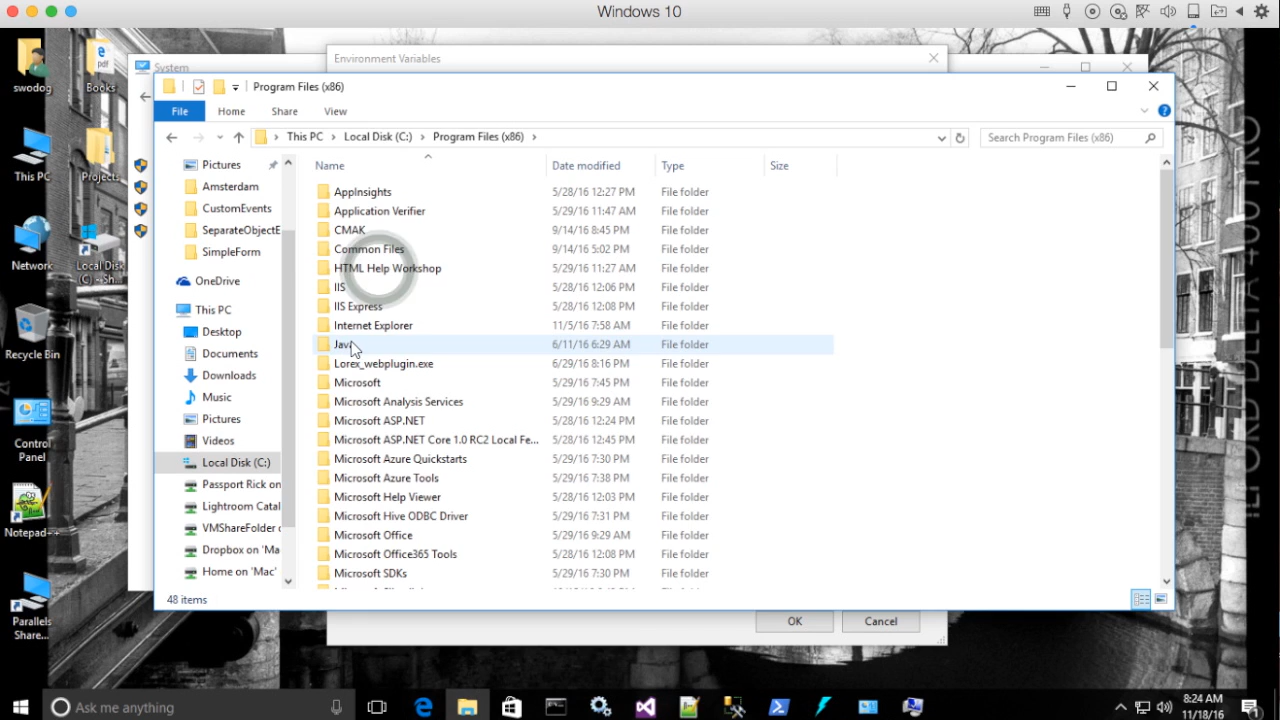 Windows 10
Environment Variables
System
Program Files (x86)
File
Home
Share
View
This PC
Local Disk (C:)
Program Files (x86)
Search Program Files (x86)
Name
Date modified
Type
Size
Pictures
Amsterdam
CustomEvents
SeparateObjectE
SimpleForm
OneDrive
This PC
Desktop
Documents
Downloads
Music
Pictures
Videos
Local Disk (C:)
Passport Rick on
Lightroom Catal
VMShareFolder o
Dropbox on 'Ma
Home on 'Mac'
AppInsights 5/28/16 12:27 PM File folder
Application Verifier 5/29/16 11:47 AM File folder
CMAK 9/14/16 8:45 PM File folder
Common Files 9/14/16 5:02 PM File folder
HTML Help Workshop 5/29/16 11:27 AM File folder
IIS 5/28/16 12:06 PM File folder
IIS Express 5/28/16 12:08 PM File folder
Internet Explorer 11/5/16 7:58 AM File folder
Java 6/11/16 6:29 AM File folder
Lorex_webplugin.exe 6/29/16 8:16 PM File folder
Microsoft 5/29/16 7:45 PM File folder
Microsoft Analysis Services 5/29/16 9:29 AM File folder
Microsoft ASP.NET 5/28/16 12:24 PM File folder
Microsoft ASP.NET Core 1.0 RC2 Local Fe... 5/28/16 12:45 PM File folder
Microsoft Azure Quickstarts 5/29/16 7:30 PM File folder
Microsoft Azure Tools 5/29/16 7:38 PM File folder
Microsoft Help Viewer 5/28/16 12:03 PM File folder
Microsoft Hive ODBC Driver 5/29/16 7:31 PM File folder
Microsoft Office 5/29/16 9:29 AM File folder
Microsoft Office365 Tools 5/28/16 12:08 PM File folder
Microsoft SDKs 5/29/16 7:30 PM File folder
48 items
OK
Cancel
swodog
Books
pdf
This PC
Projects
Network
Local Disk
(C:) - Sh...
Recycle Bin
Control
Panel
Notepad++
Parallels
Share...
ILFORD DELTA 400 PRO
Ask me anything
8:24 AM
11/18/16